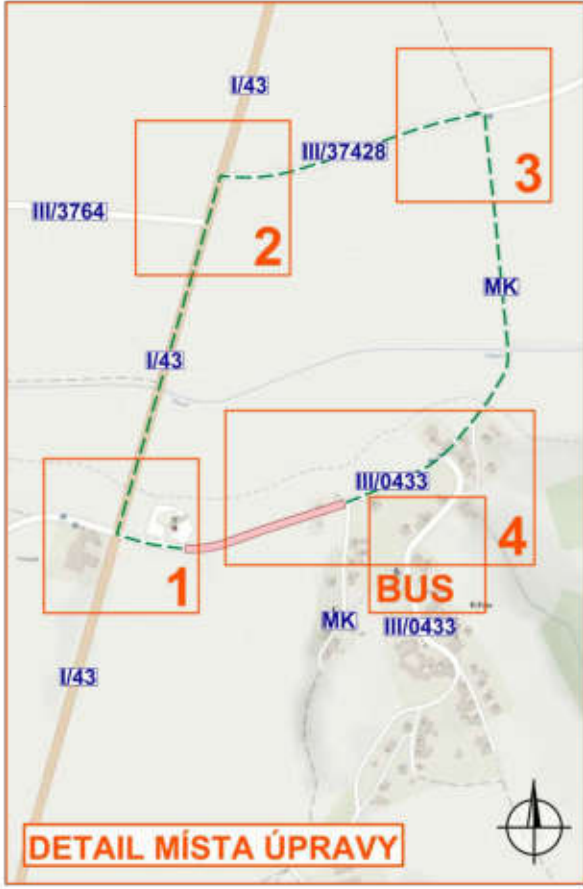 I/43
III/37428
3
III/3764
2
MK
I/43
III/0433
1
4
BUS
MK
III/0433
I/43
DETAIL MÍSTA ÚPRAVY